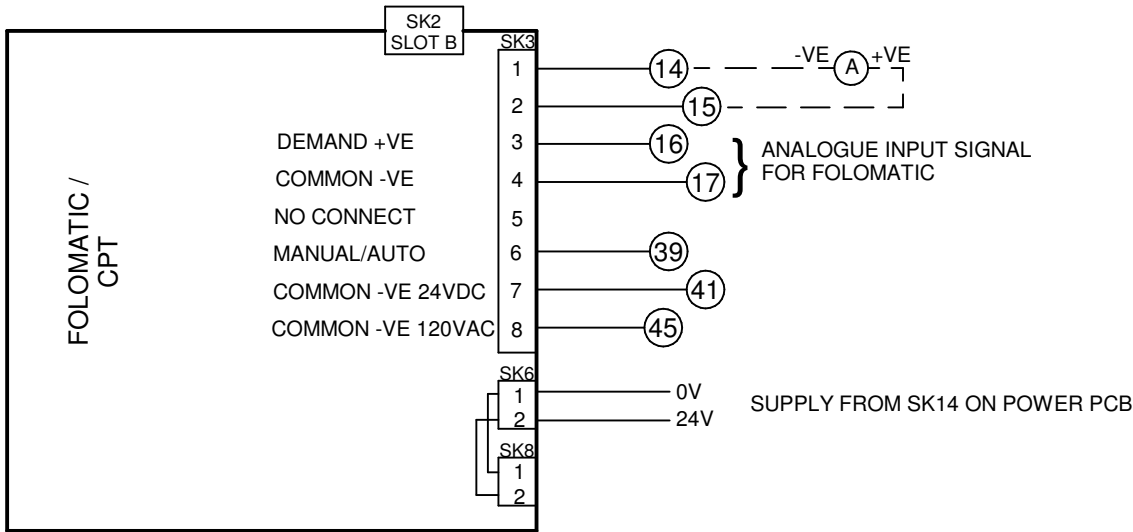 SK2
SLOT B
SK3
1
14
-VE
A
+VE
2
15
DEMAND +VE
3
16
COMMON -VE
4
17
}
ANALOGUE INPUT SIGNAL
FOR FOLOMATIC
NO CONNECT
5
MANUAL/AUTO
6
39
COMMON -VE 24VDC
7
41
COMMON -VE 120VAC
8
45
FOLOMATIC /
CPT
SK6
1
0V
2
24V
SUPPLY FROM SK14 ON POWER PCB
SK8
1
2